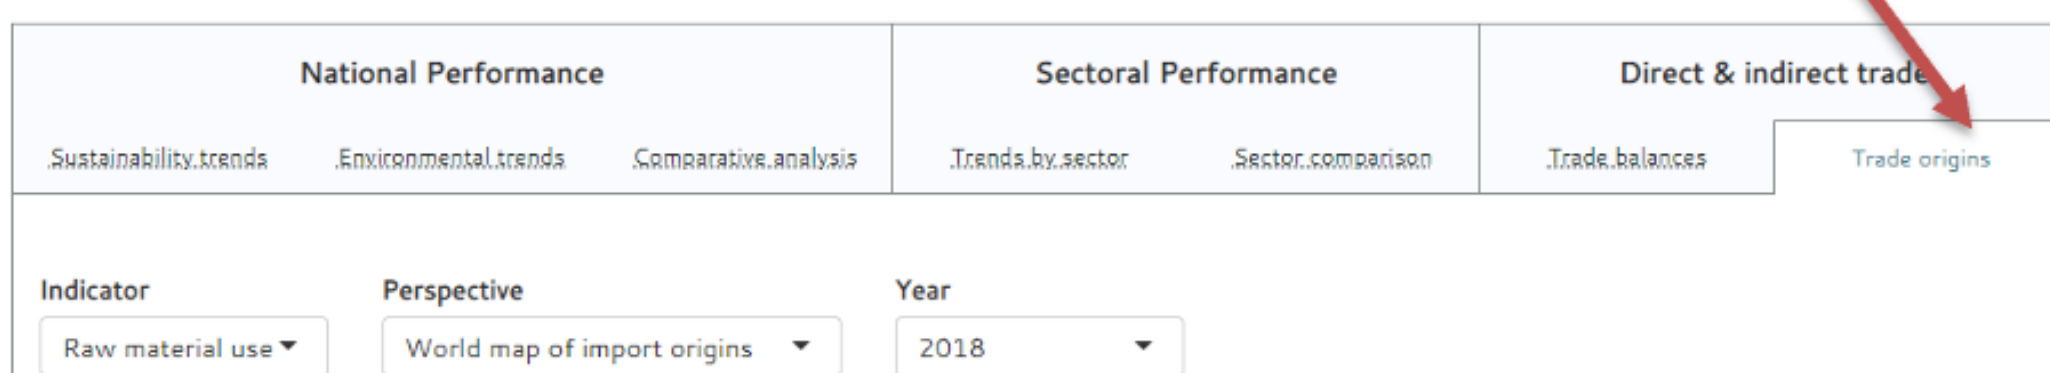 National Performance Sectoral Performance Direct & indirect trade
Sustainability trends Environmental trends Comparative analysis Trends by sector Sector comparison Trade balances Trade origins
Indicator Perspective Year
Raw material use World map of import origins 2018